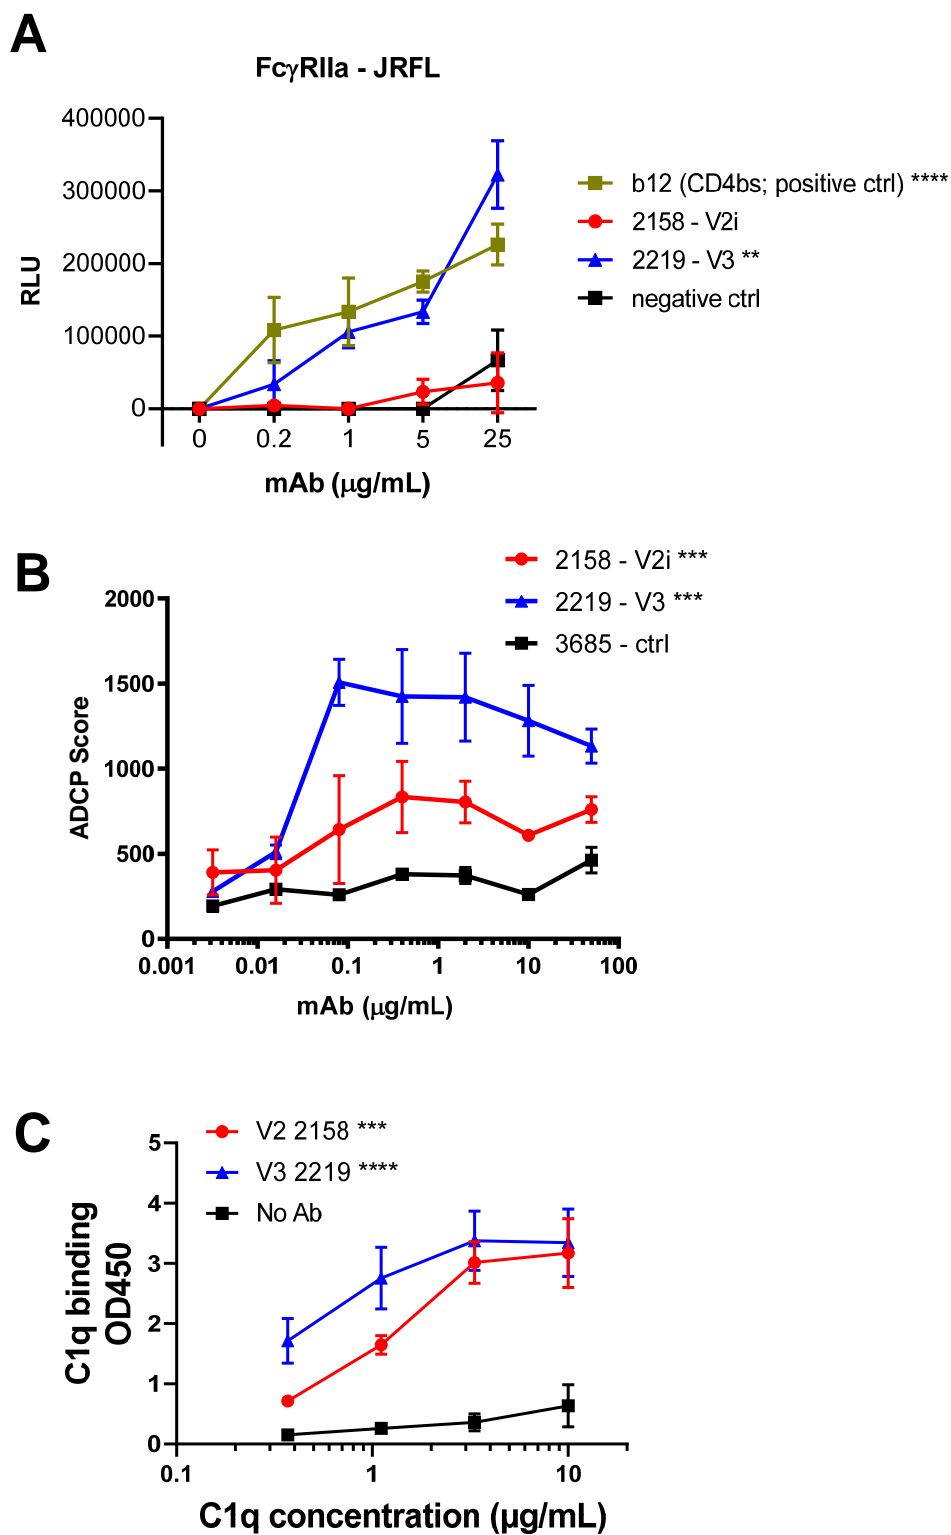 A
FcγRIIa - JRFL
400000
300000
200000
100000
0
RLU
0 0.2 1 5 25
mAb (μg/mL)
b12 (CD4bs; positive ctrl) ****
2158 - V2i
2219 - V3 **
negative ctrl
B
2158 - V2i ***
2219 - V3 ***
3685 - ctrl
2000
1500
1000
500
0
ADCP Score
0.001 0.01 0.1 1 10 100
mAb (μg/mL)
C
V2 2158 ***
V3 2219 ****
No Ab
5
4
3
2
1
0
C1q binding
OD450
0.1 1 10
C1q concentration (μg/mL)